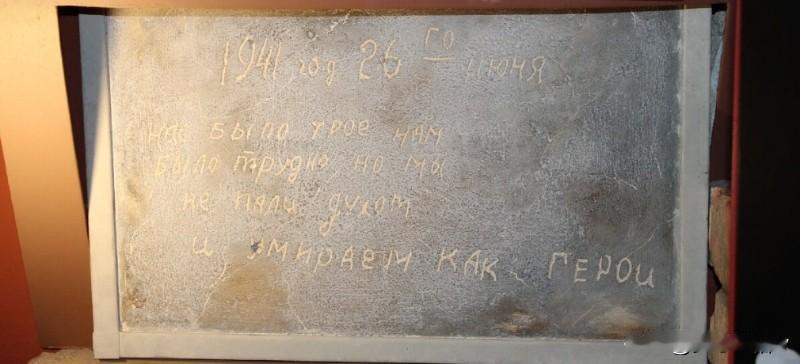 1941 год 26 го июня
нас было трое нам
было трудно, но мы
не пали духом
и умираем как герои